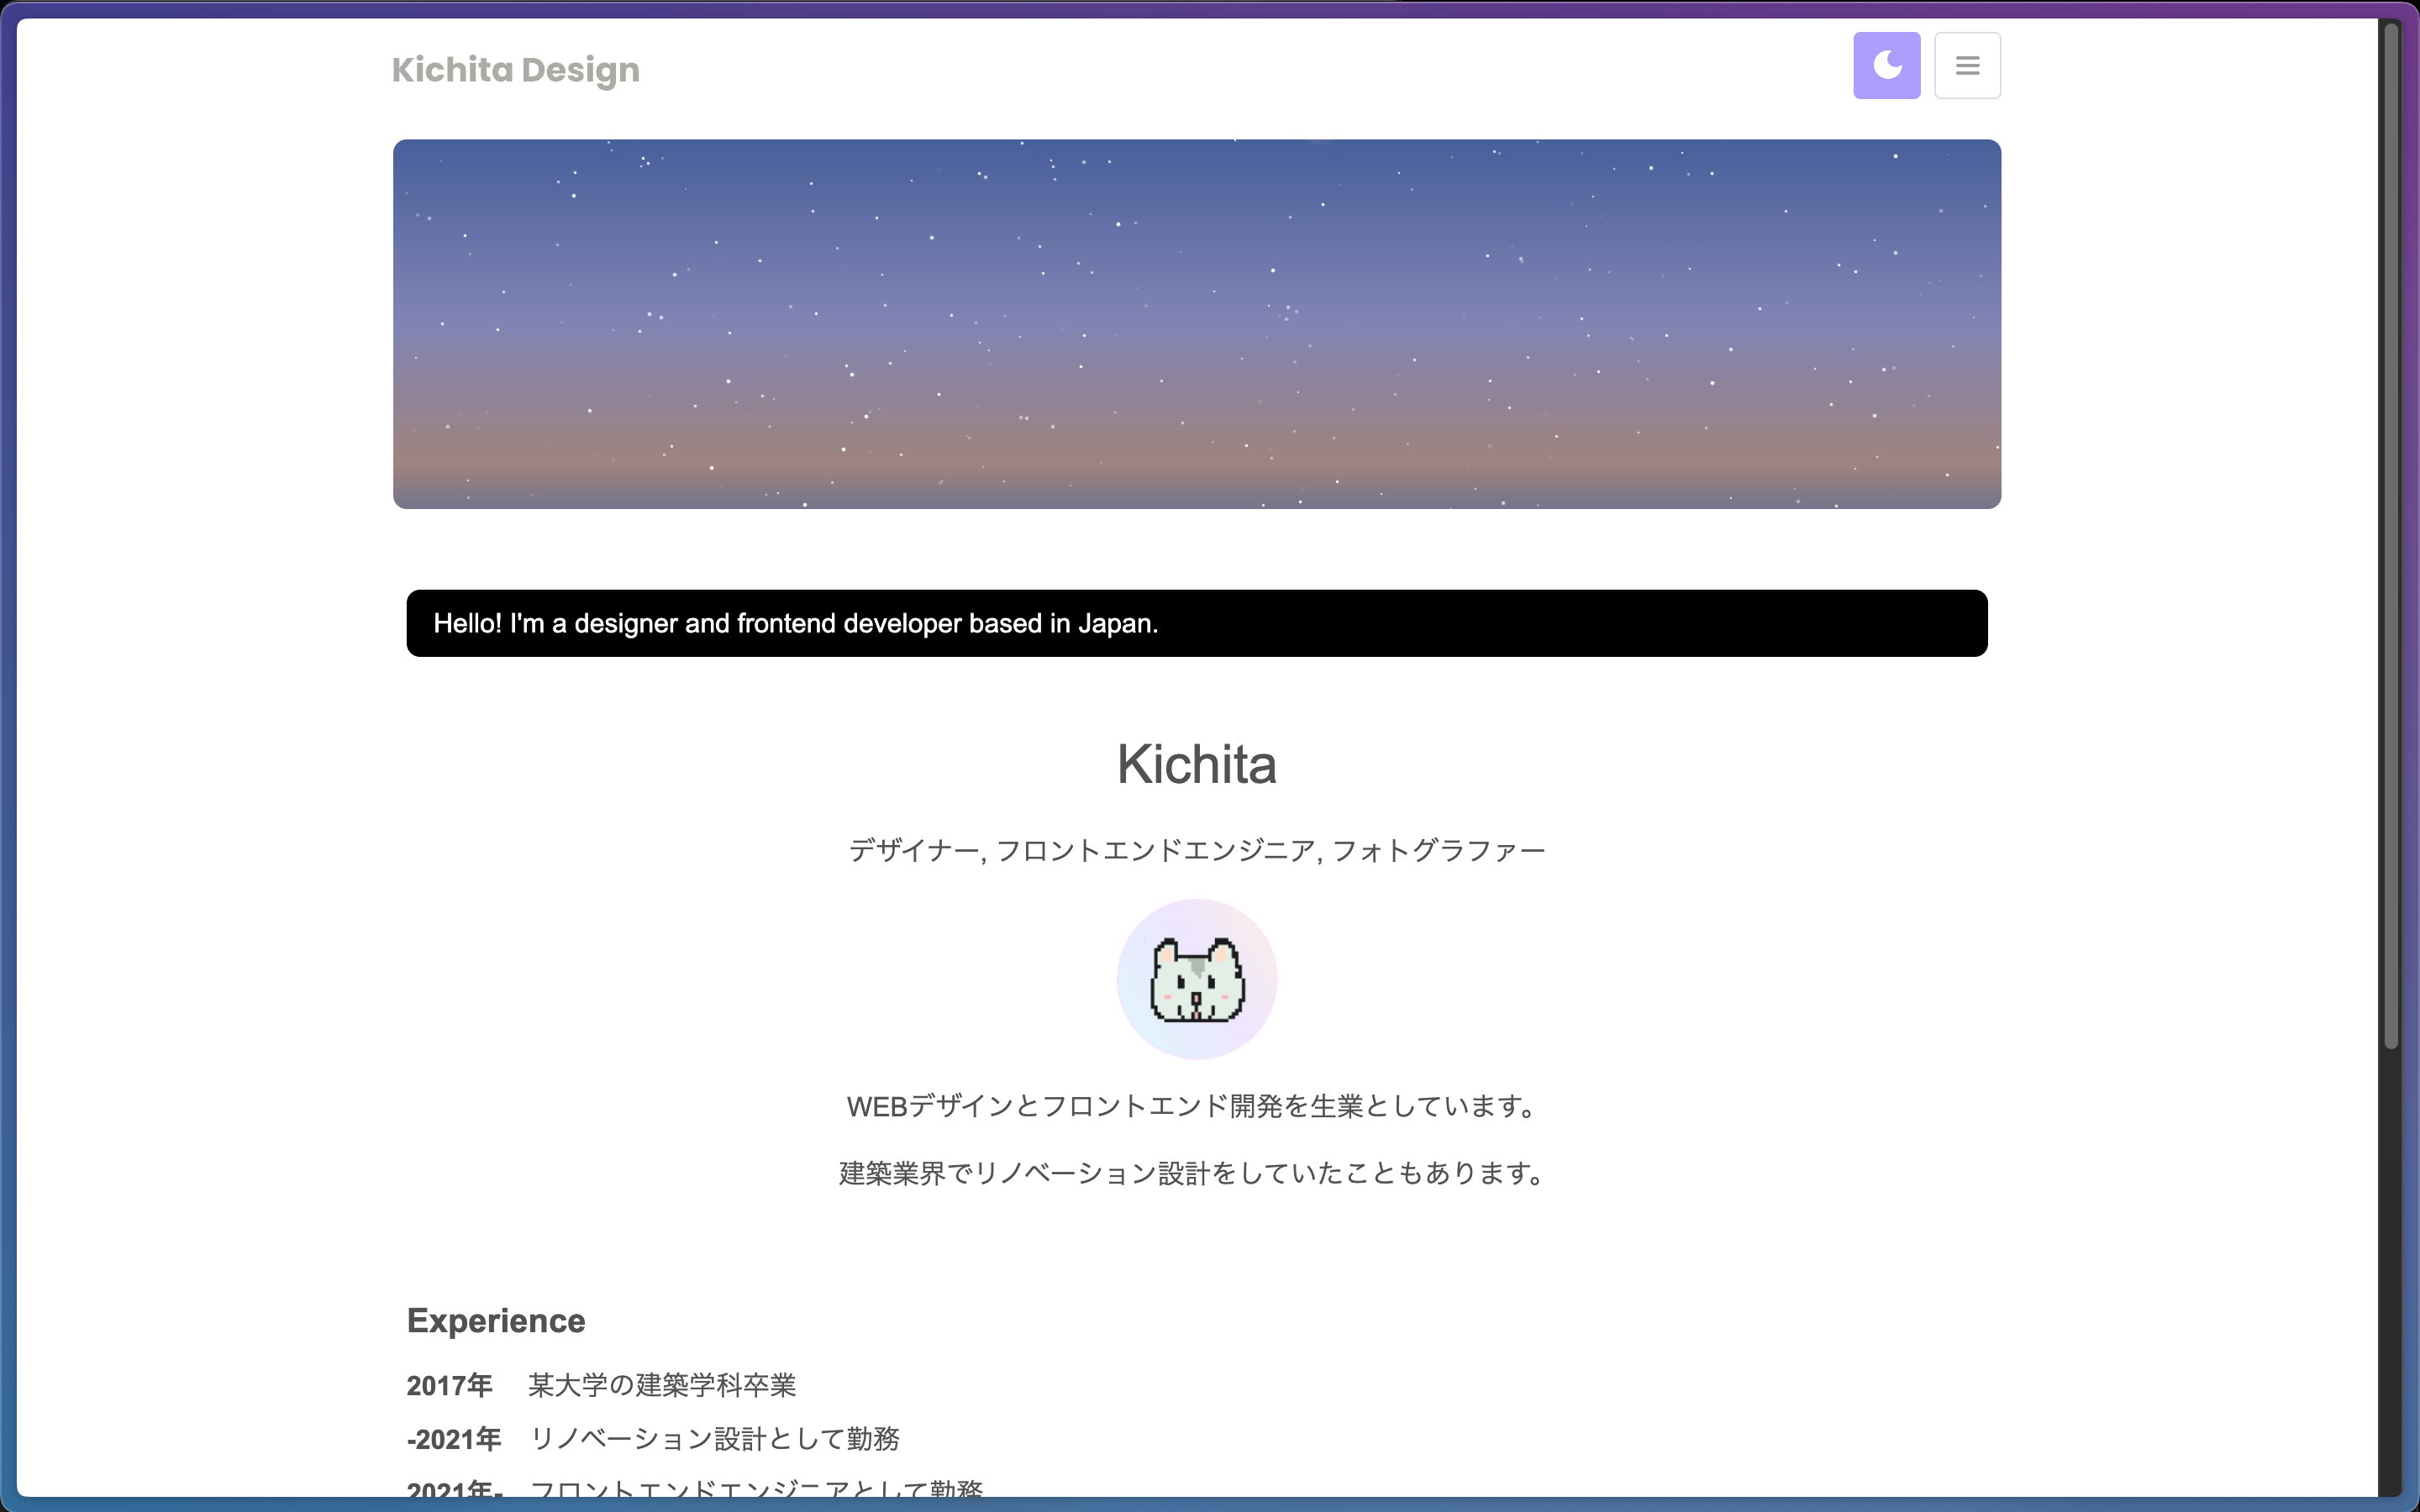 Kichita Design
Hello! I'm a designer and frontend developer based in Japan.
Kichita
デザイナー, フロントエンドエンジニア, フォトグラファー
WEBデザインとフロントエンド開発を生業としています。
建築業界でリノベーション設計をしていたこともあります。
Experience
2017年 某大学の建築学科卒業
-2021年 リノベーション設計として勤務
2021年- フロントエンドエンジニアとして勤務